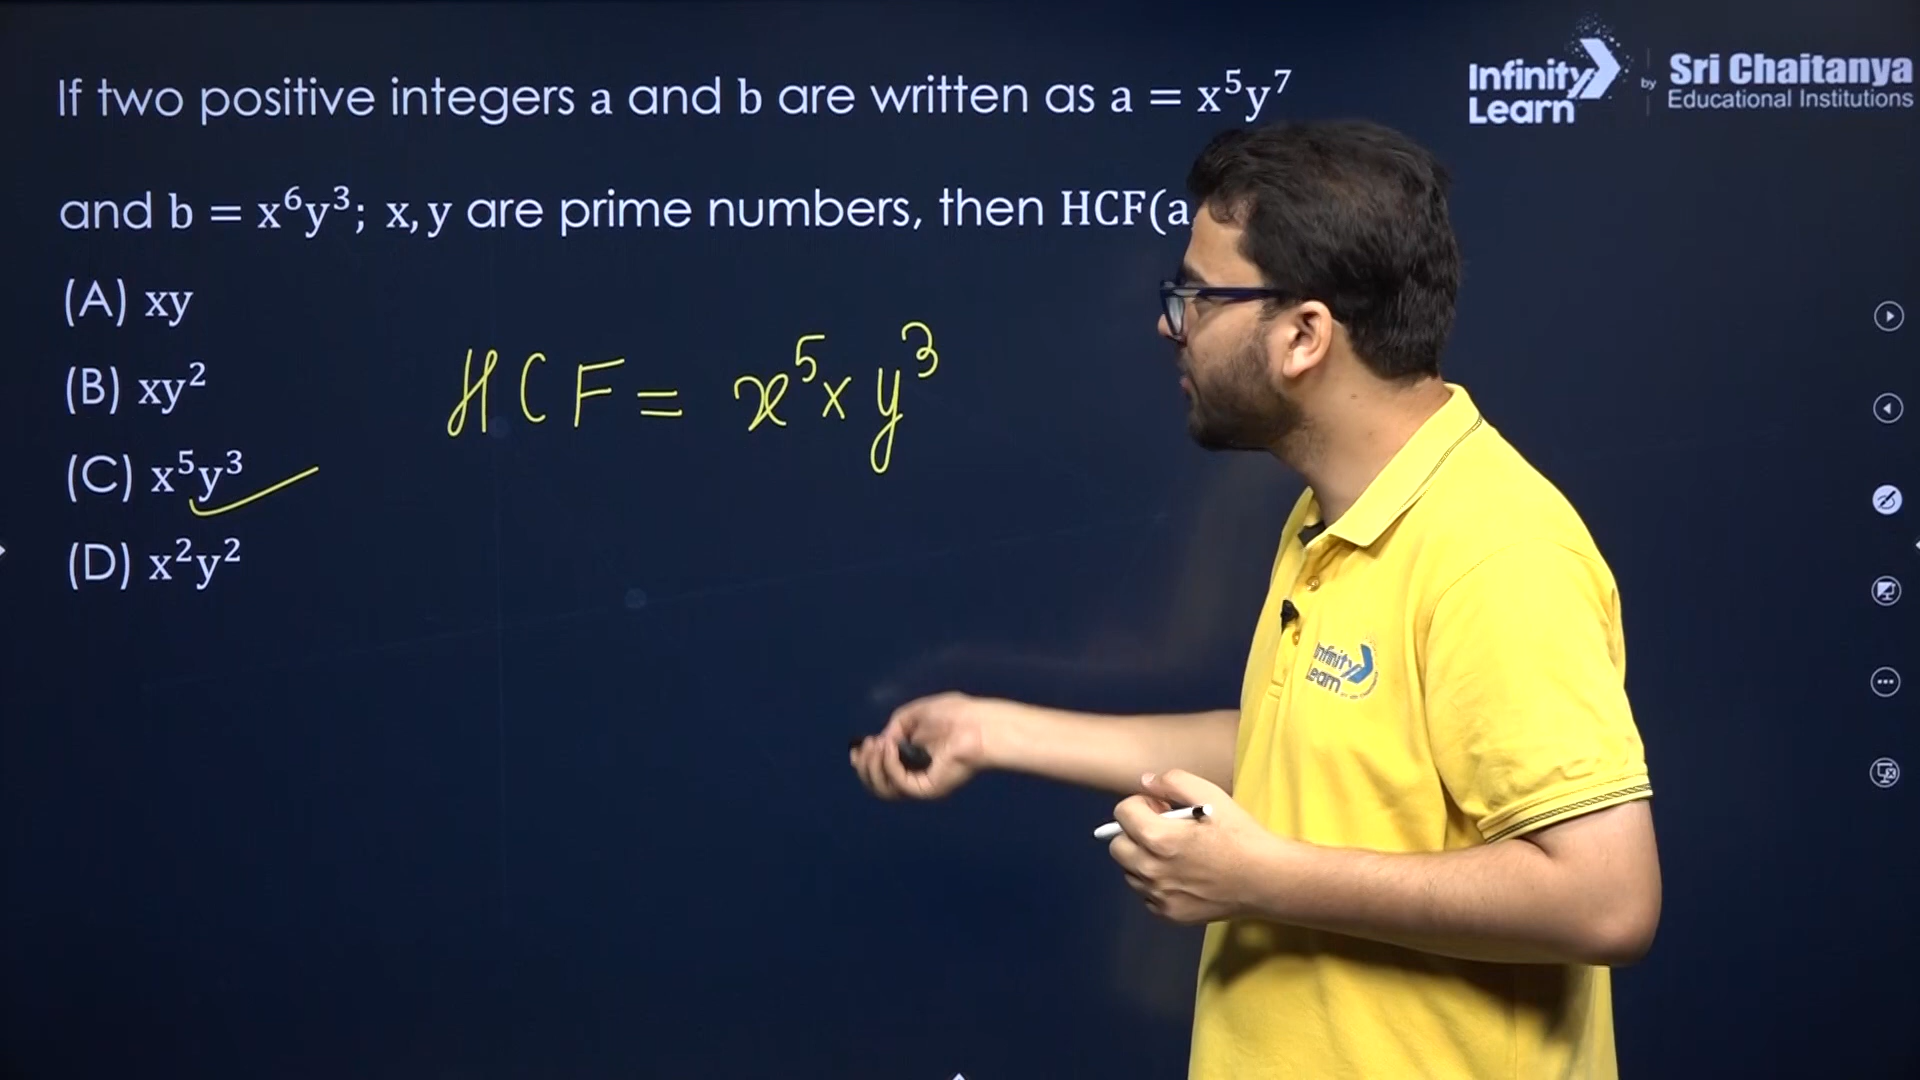 If two positive integers a and b are written as a = x⁵y⁷
and b = x⁶y³; x, y are prime numbers, then HCF(a
(A) xy
(B) xy²
(C) x⁵y³
(D) x²y²
HCF = x⁵ x y³
Infinity Learn
by
Sri Chaitanya
Educational Institutions
Infinity
Learn